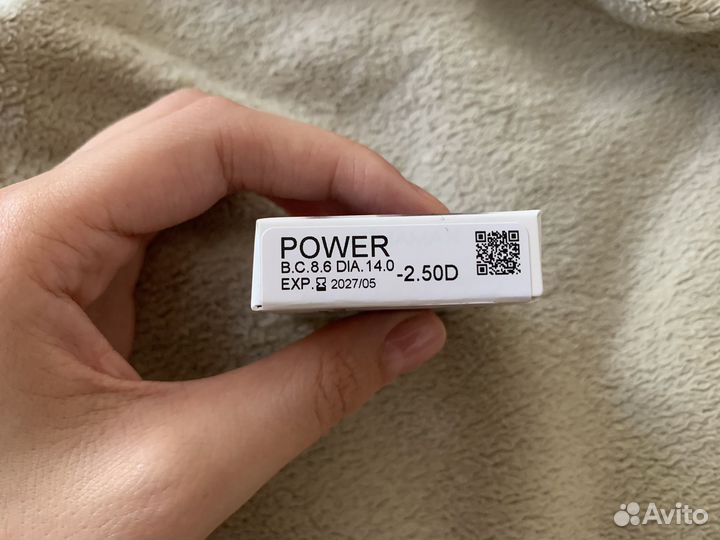 POWER
B.C.8.6 DIA.14.0
-2.50D
EXP. 2027/05
Avito